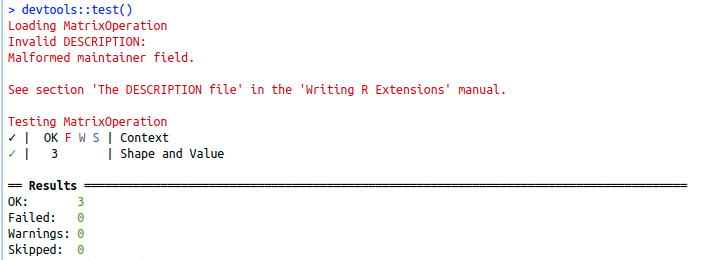 > devtools::test()
Loading MatrixOperation
Invalid DESCRIPTION:
Malformed maintainer field.
See section 'The DESCRIPTION file' in the 'Writing R Extensions' manual.
Testing MatrixOperation
✓ |  OK F W S | Context
✓ |   3       | Shape and Value
══ Results ══════════════════════════════════════════════════════════════════
OK:       3
Failed:   0
Warnings: 0
Skipped:  0